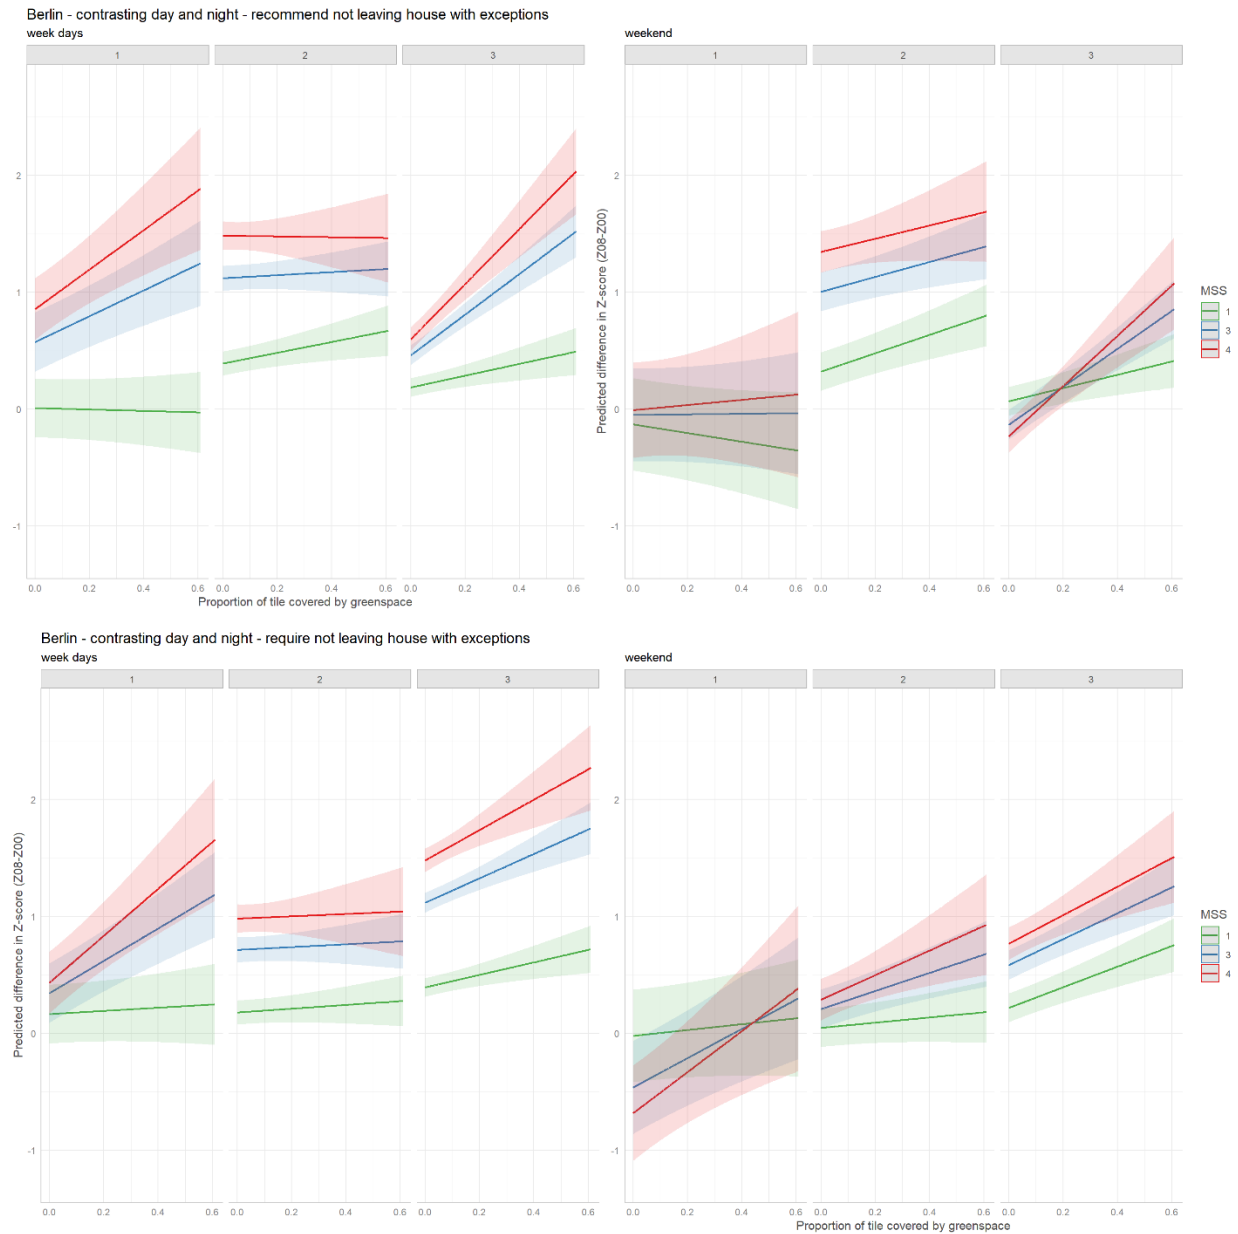 Berlin - contrasting day and night - recommend not leaving house with exceptions
week days
weekend
1
2
3
1
2
3
2
1
0
-1
Predicted difference in Z-score (Z08-Z00)
2
1
0
-1
MSS
1
3
4
0.0 0.2 0.4 0.6 0.0 0.2 0.4 0.6 0.0 0.2 0.4 0.6
0.0 0.2 0.4 0.6 0.0 0.2 0.4 0.6 0.0 0.2 0.4 0.6
Proportion of tile covered by greenspace
Berlin - contrasting day and night - require not leaving house with exceptions
week days
weekend
1
2
3
1
2
3
Predicted difference in Z-score (Z08-Z00)
2
1
0
-1
2
1
0
-1
MSS
1
3
4
0.0 0.2 0.4 0.6 0.0 0.2 0.4 0.6 0.0 0.2 0.4 0.6
0.0 0.2 0.4 0.6 0.0 0.2 0.4 0.6 0.0 0.2 0.4 0.6
Proportion of tile covered by greenspace